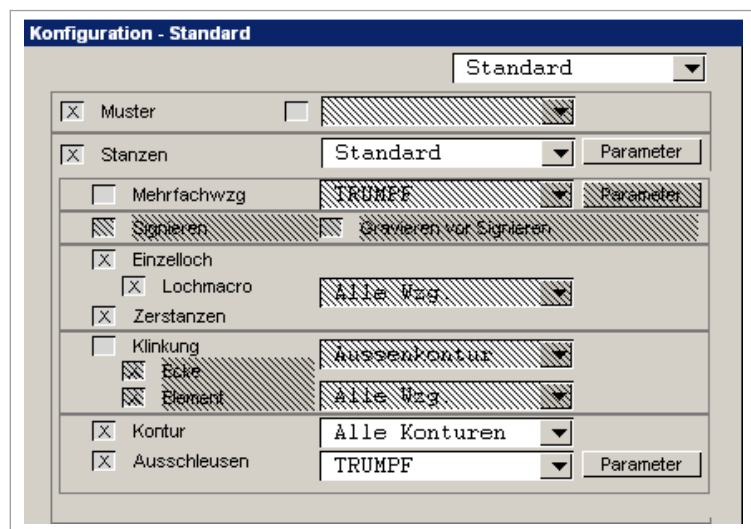 Konfiguration - Standard
Standard
X Muster
X Stanzen Standard Parameter
Mehrfachwzg TRUMPF Parameter
Signieren Gravieren vor Signieren
X Einzelloch
X Lochmacro Alle Wzg.
X Zerstanzen
Klinkung Aussenkontur
X Ecke
X Element Alle Wzg.
X Kontur Alle Konturen
X Ausschleusen TRUMPF Parameter